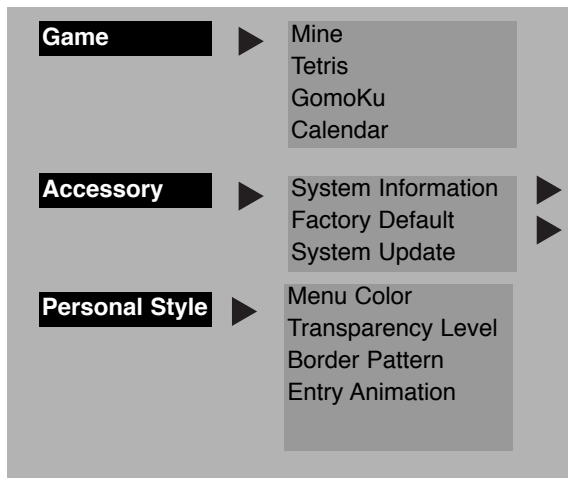 Game
Mine
Tetris
GomoKu
Calendar
Accessory
System Information
Factory Default
System Update
Personal Style
Menu Color
Transparency Level
Border Pattern
Entry Animation